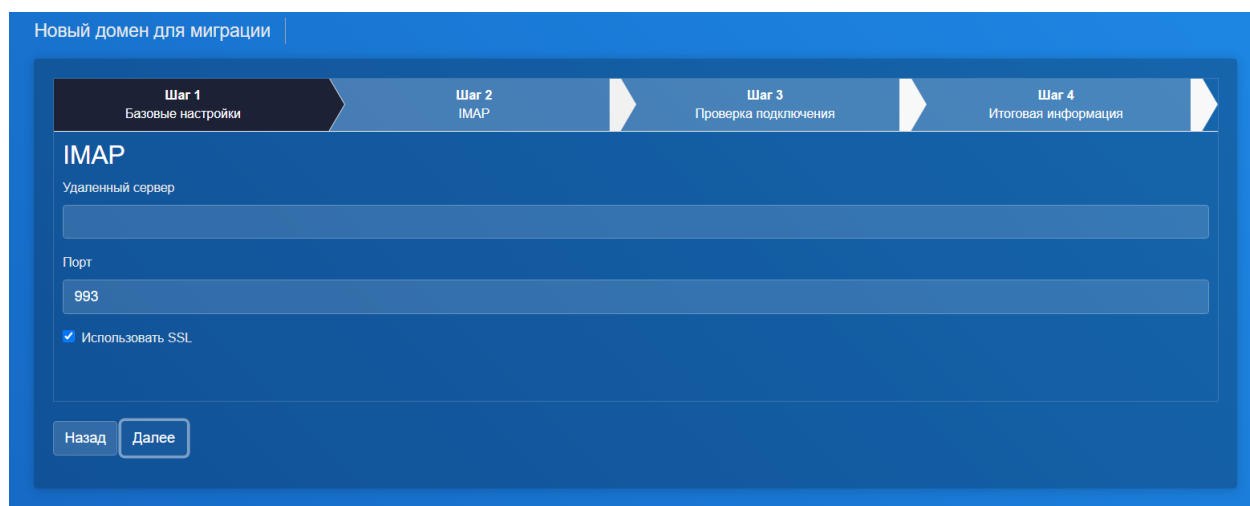 Новый домен для миграции
Шаг 1
Базовые настройки
Шаг 2
IMAP
Шаг 3
Проверка подключения
Шаг 4
Итоговая информация
IMAP
Удаленный сервер
Порт
993
Использовать SSL
Назад
Далее